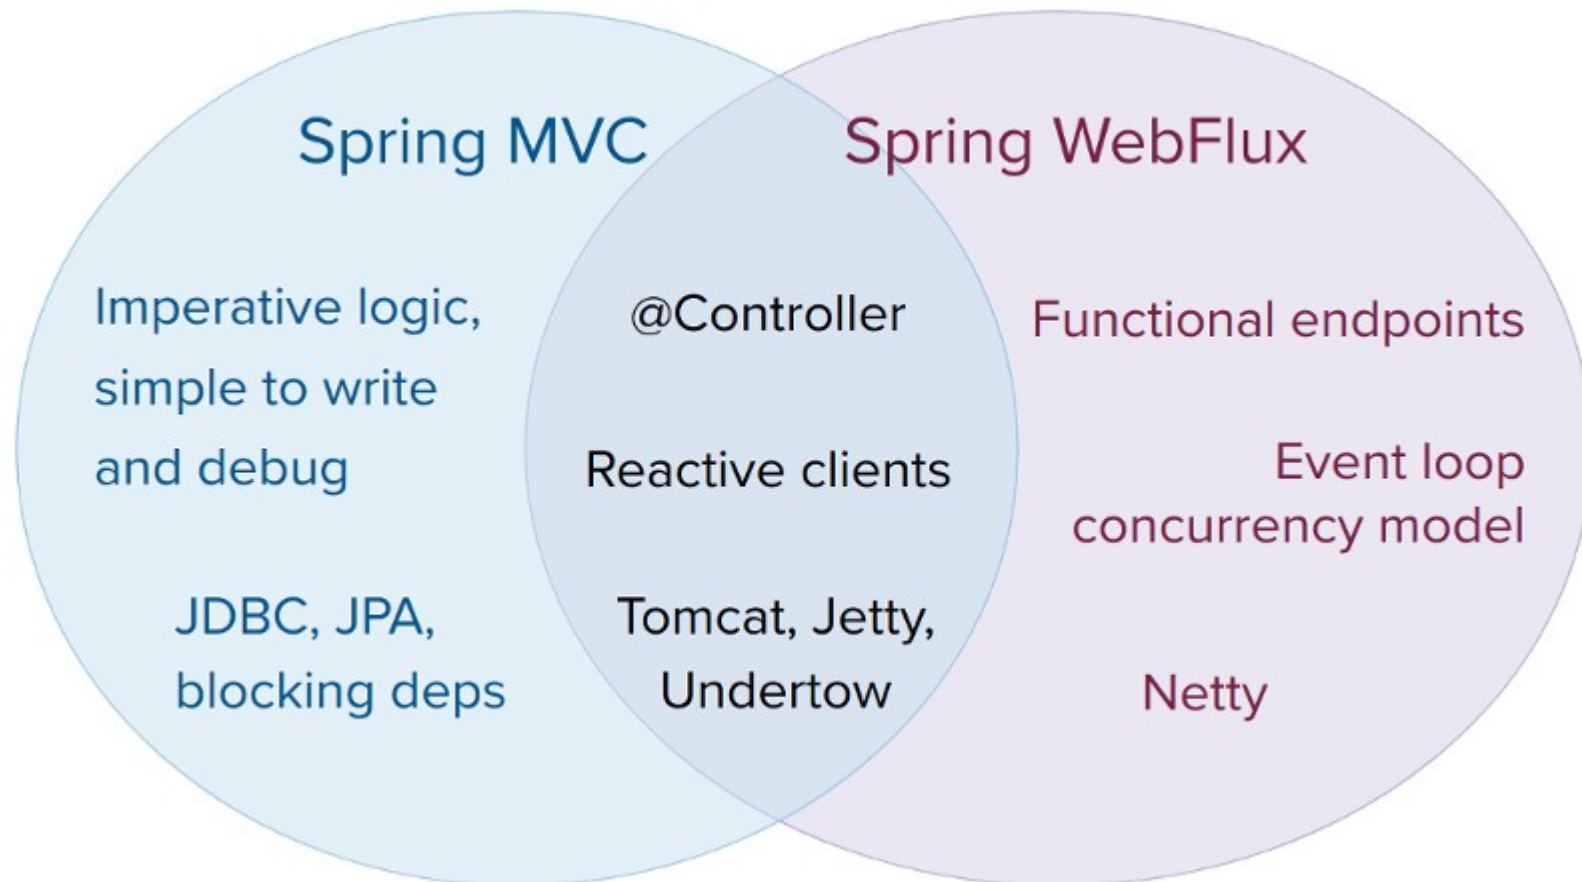 Spring MVC
Spring WebFlux
Imperative logic,
simple to write
and debug
JDBC, JPA,
blocking deps
@Controller
Reactive clients
Tomcat, Jetty,
Undertow
Functional endpoints
Event loop
concurrency model
Netty